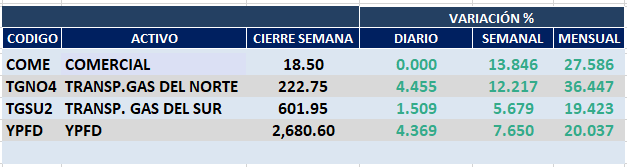 VARIACIÓN %
CODIGO ACTIVO CIERRE SEMANA DIARIO SEMANAL MENSUAL
COME COMERCIAL 18.50 0.000 13.846 27.586
TGNO4 TRANSP.GAS DEL NORTE 222.75 4.455 12.217 36.447
TGSU2 TRANSP. GAS DEL SUR 601.95 1.509 5.679 19.423
YPFD YPFD 2,680.60 4.369 7.650 20.037